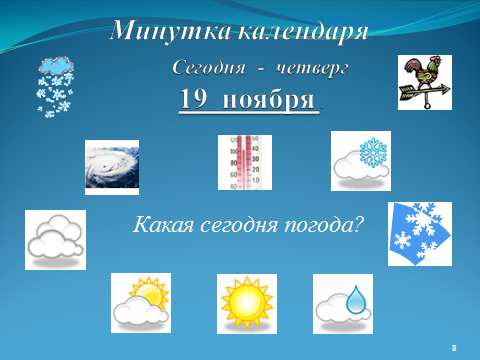 Минутка календаря
Сегодня - четверг
19 ноября .
Какая сегодня погода?